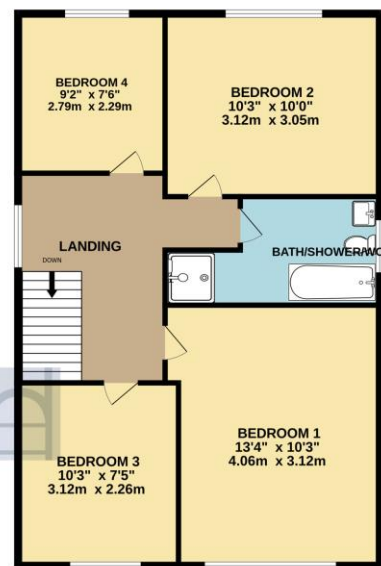 BEDROOM 4
9'2" x 7'6"
2.79m x 2.29m
BEDROOM 2
10'3" x 10'0"
3.12m x 3.05m
LANDING
DOWN
BATH/SHOWER/WC
BEDROOM 1
13'4" x 10'3"
4.06m x 3.12m
BEDROOM 3
10'3" x 7'5"
3.12m x 2.26m